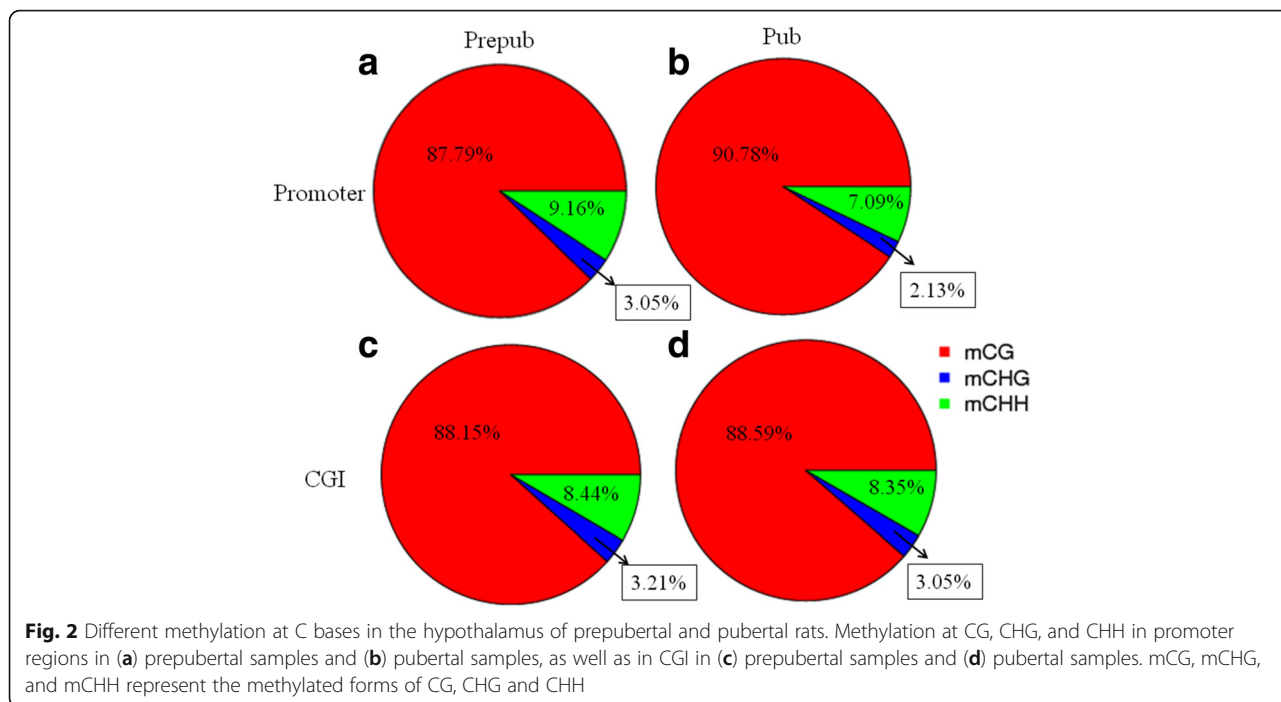 Prepub
Pub
a
b
87.79%
90.78%
Promoter
9.16%
7.09%
3.05%
2.13%
c
d
mCG
mCHG
mCHH
88.15%
88.59%
CGI
8.44%
8.35%
3.21%
3.05%
Fig. 2 Different methylation at C bases in the hypothalamus of prepubertal and pubertal rats. Methylation at CG, CHG, and CHH in promoter
regions in (a) prepubertal samples and (b) pubertal samples, as well as in CGI in (c) prepubertal samples and (d) pubertal samples. mCG, mCHG,
and mCHH represent the methylated forms of CG, CHG and CHH